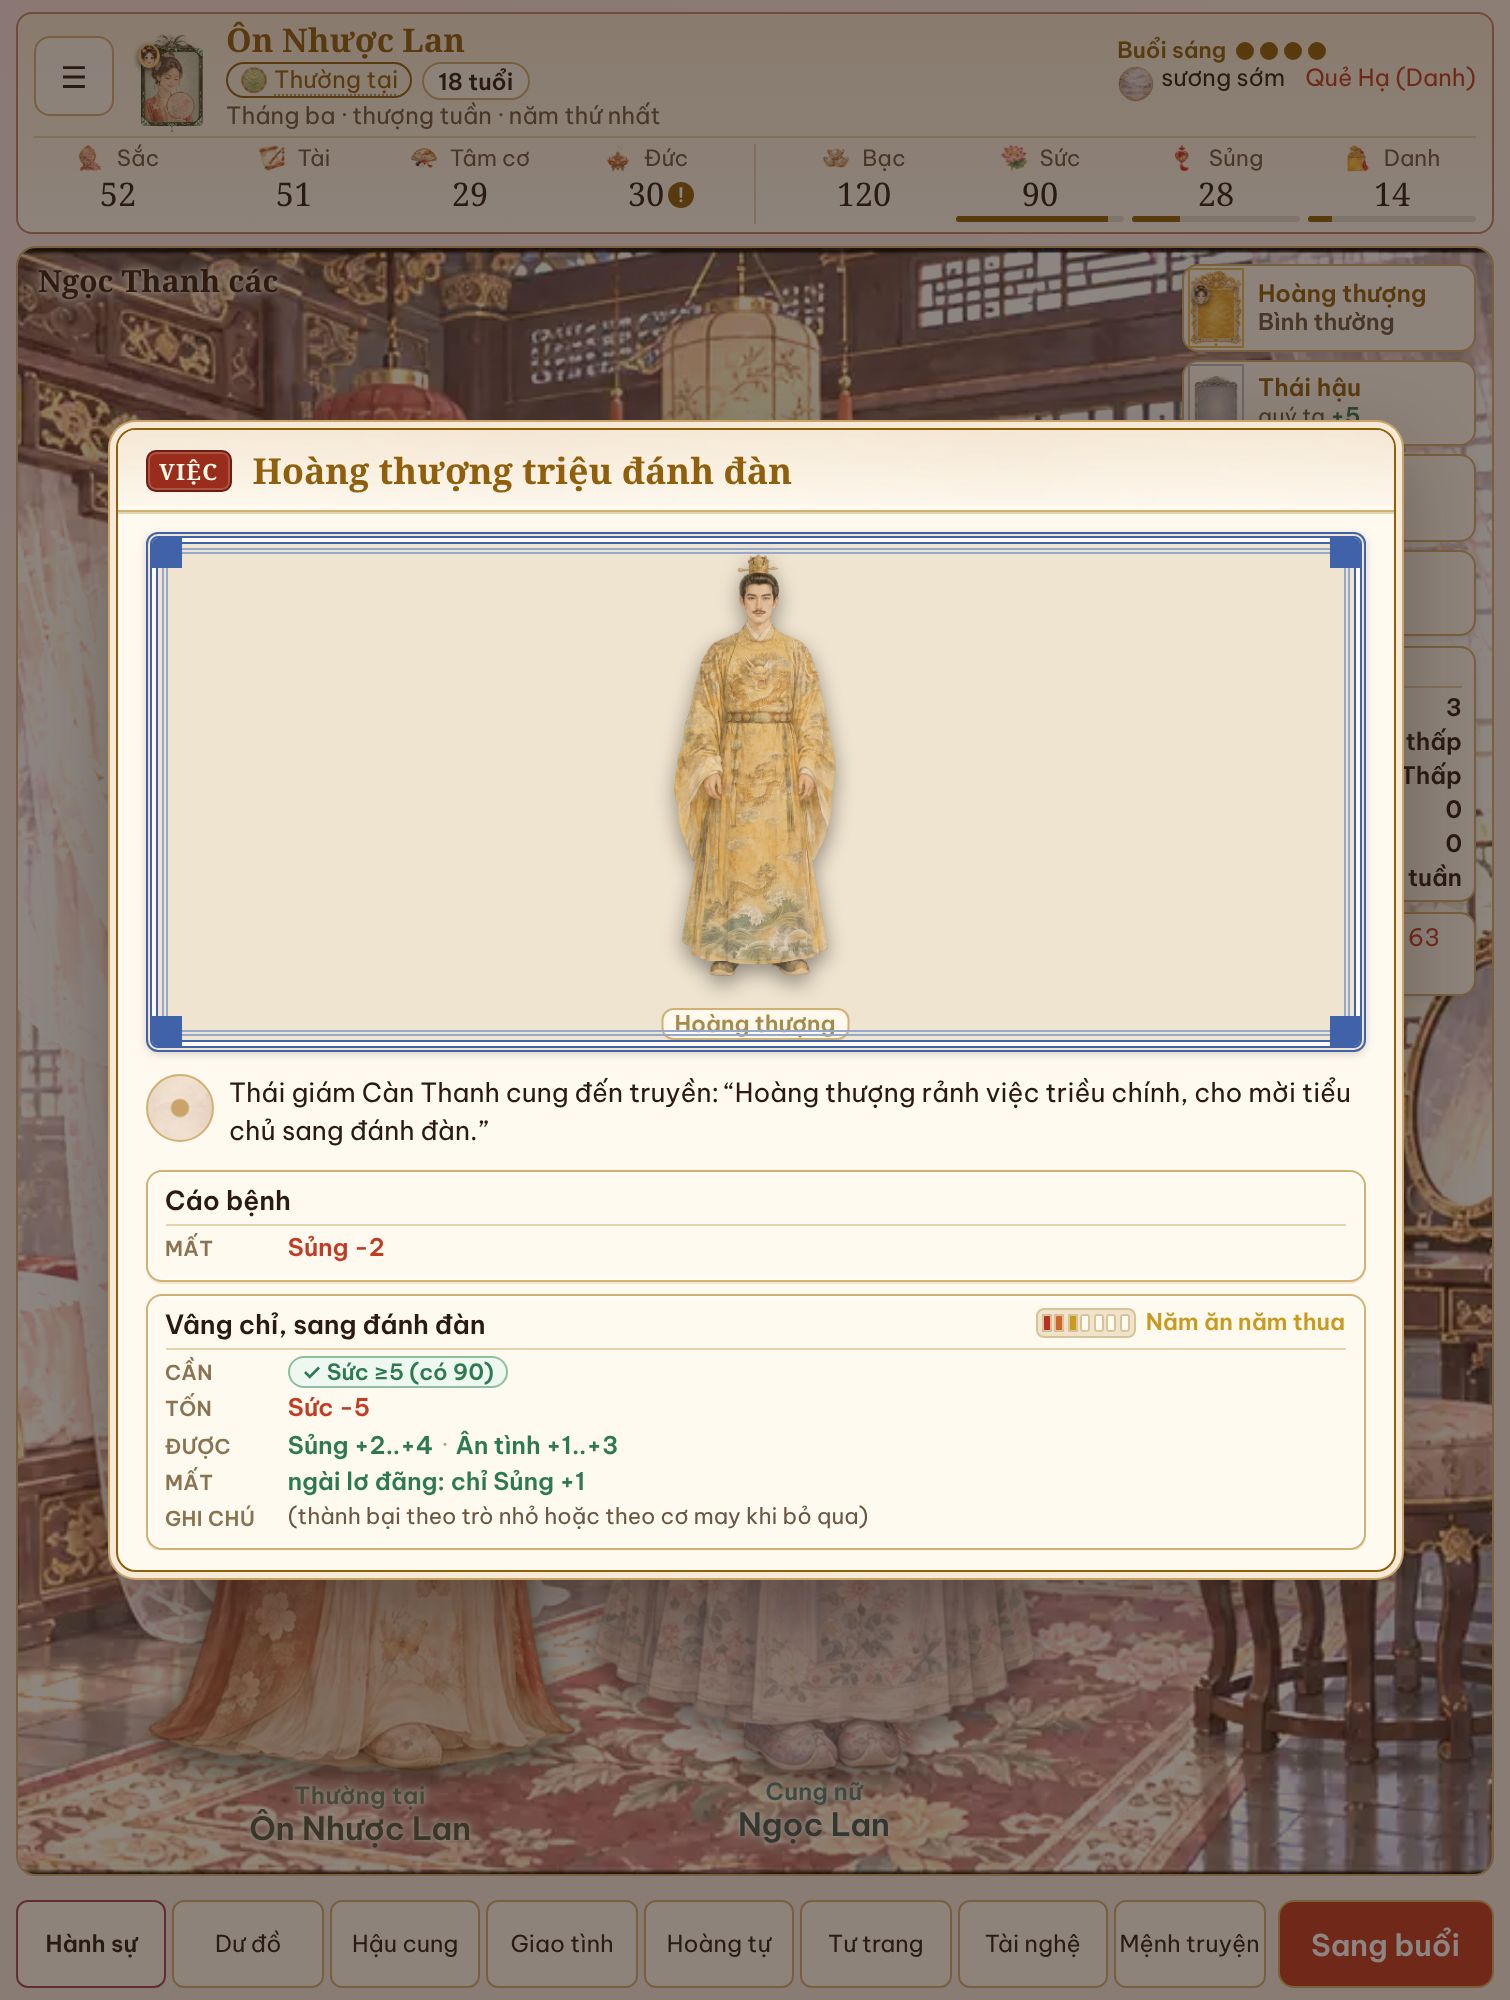 ☰
Ôn Nhược Lan
Thường tại
18 tuổi
Tháng ba · thượng tuần · năm thứ nhất
Buổi sáng
sương sớm Quẻ Hạ (Danh)
Sắc
52
Tài
51
Tâm cơ
29
Đức
30 !
Bạc
120
Sức
90
Sủng
28
Danh
14
Ngọc Thanh các
Hoàng thượng
Bình thường
Thái hậu
quý ta +5
3
thấp
Thấp
0
0
tuần
63
VIỆC Hoàng thượng triệu đánh đàn
Hoàng thượng
Thái giám Càn Thanh cung đến truyền: “Hoàng thượng rảnh việc triều chính, cho mời tiểu
chủ sang đánh đàn.”
Cáo bệnh
MẤT Sủng -2
Vâng chỉ, sang đánh đàn Năm ăn năm thua
CẦN ✓ Sức ≥5 (có 90)
TỐN Sức -5
ĐƯỢC Sủng +2..+4 · Ân tình +1..+3
MẤT ngài lơ đãng: chỉ Sủng +1
GHI CHÚ (thành bại theo trò nhỏ hoặc theo cơ may khi bỏ qua)
Thường tại
Ôn Nhược Lan
Cung nữ
Ngọc Lan
Hành sự
Dư đồ
Hậu cung
Giao tình
Hoàng tự
Tư trang
Tài nghệ
Mệnh truyện
Sang buổi